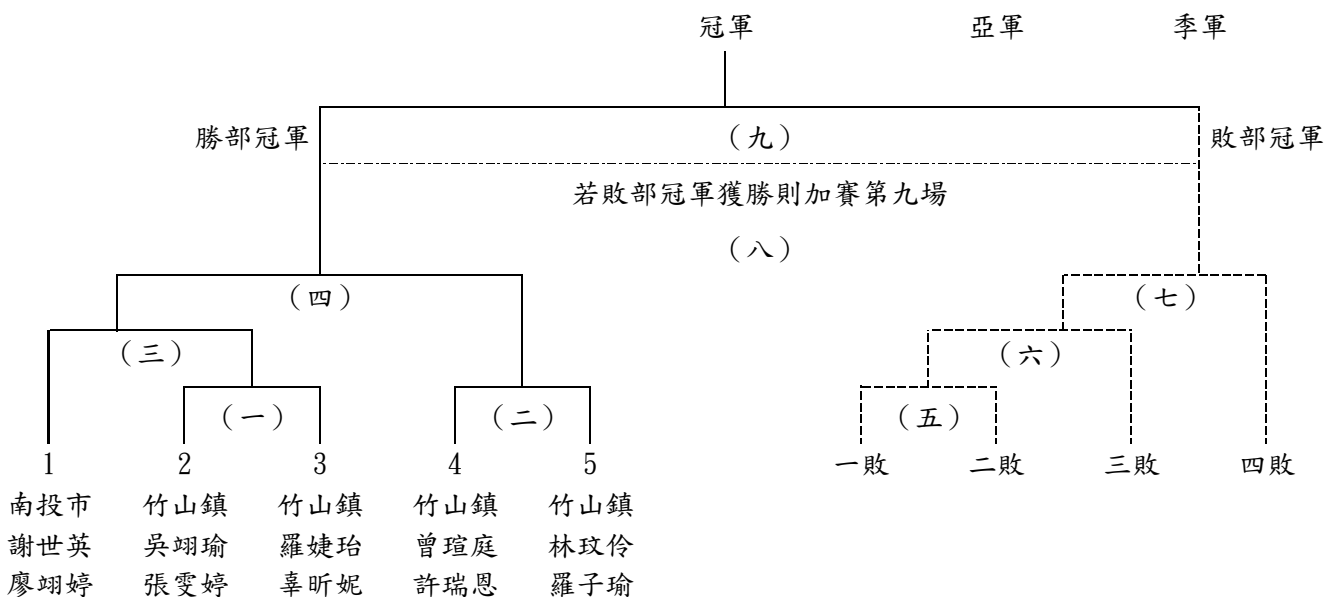 冠軍 亞軍 季軍
勝部冠軍 （九） 敗部冠軍
若敗部冠軍獲勝則加賽第九場
（八）
（四） （七）
（三） （六）
（一） （二） （五）
1 2 3 4 5 一敗 二敗 三敗 四敗
南投市 竹山鎮 竹山鎮 竹山鎮 竹山鎮
謝世英 吳翊瑜 羅婕玿 曾瑄庭 林玟伶
廖翊婷 張雯婷 辜昕妮 許瑞恩 羅子瑜